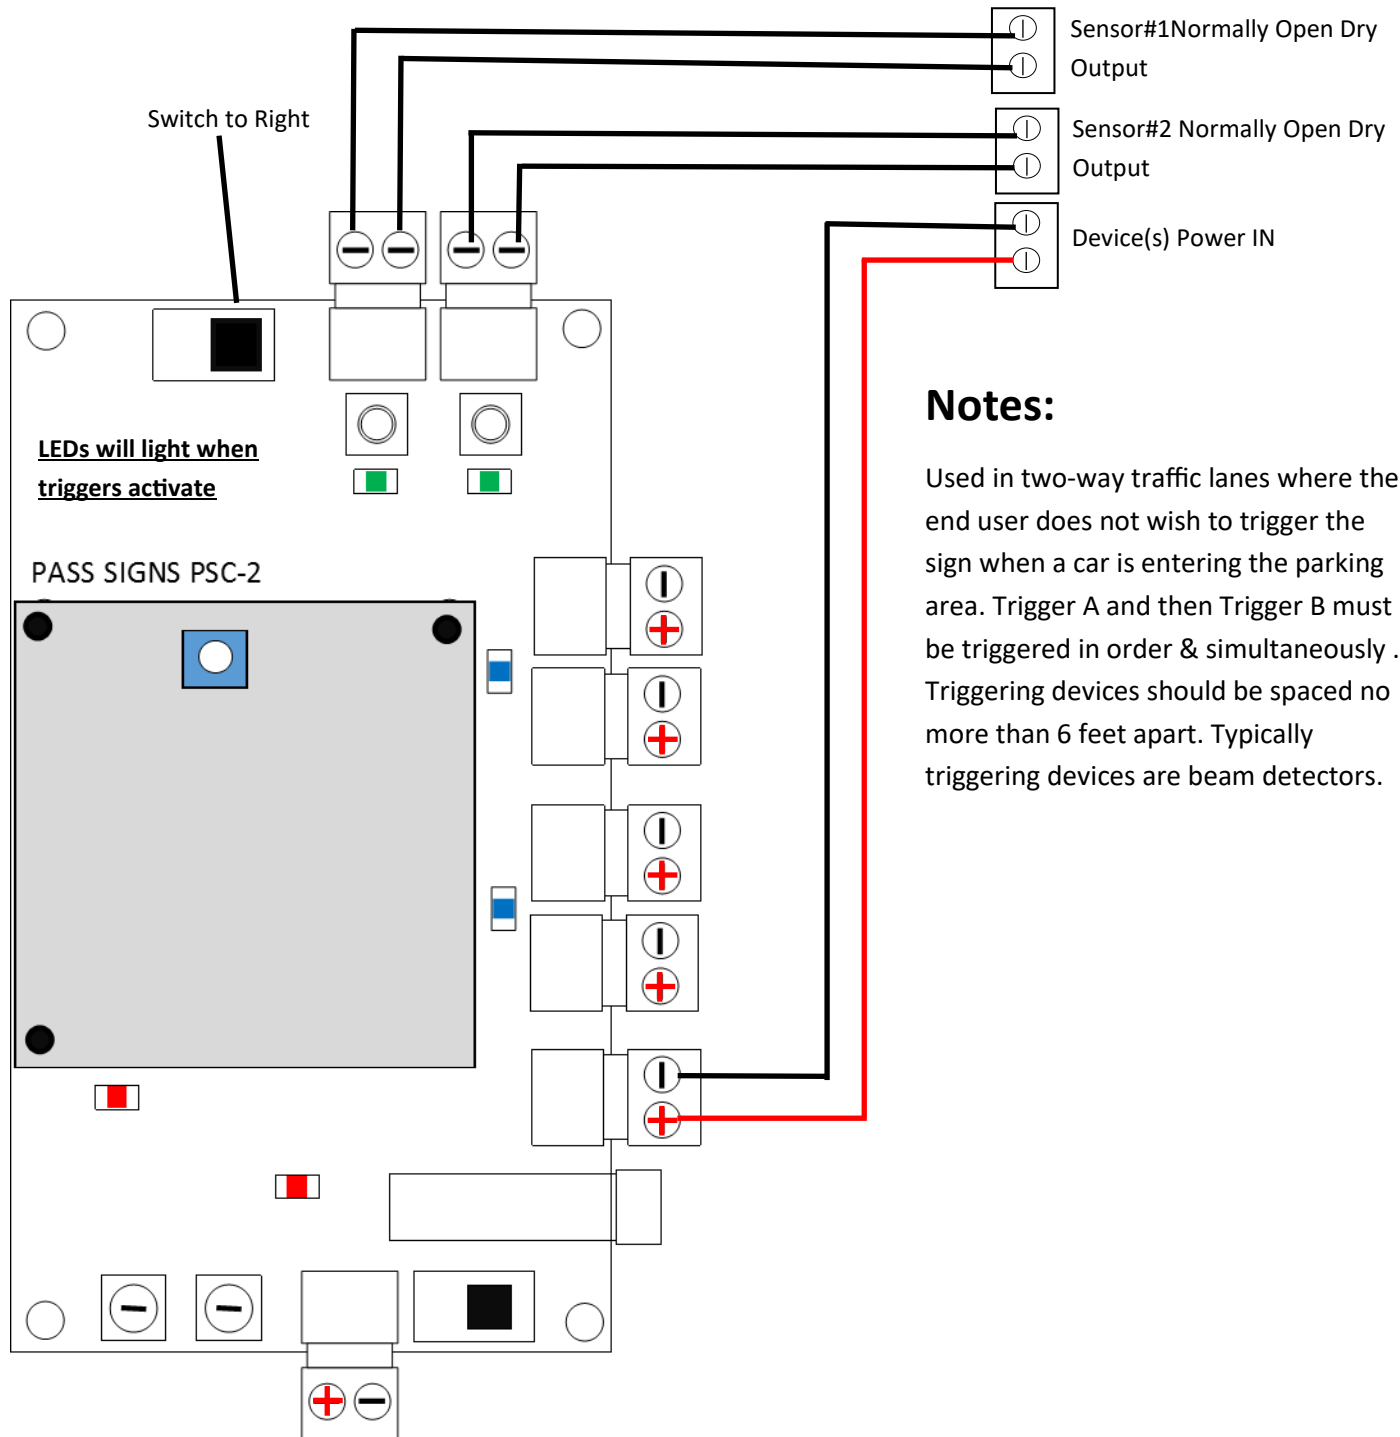 Sensor#1Normally Open Dry
Output
Switch to Right
Sensor#2 Normally Open Dry
Output
Device(s) Power IN
Notes:
LEDs will light when
triggers activate
Used in two-way traffic lanes where the
end user does not wish to trigger the
sign when a car is entering the parking
area. Trigger A and then Trigger B must
be triggered in order & simultaneously .
Triggering devices should be spaced no
more than 6 feet apart. Typically
triggering devices are beam detectors.
PASS SIGNS PSC-2